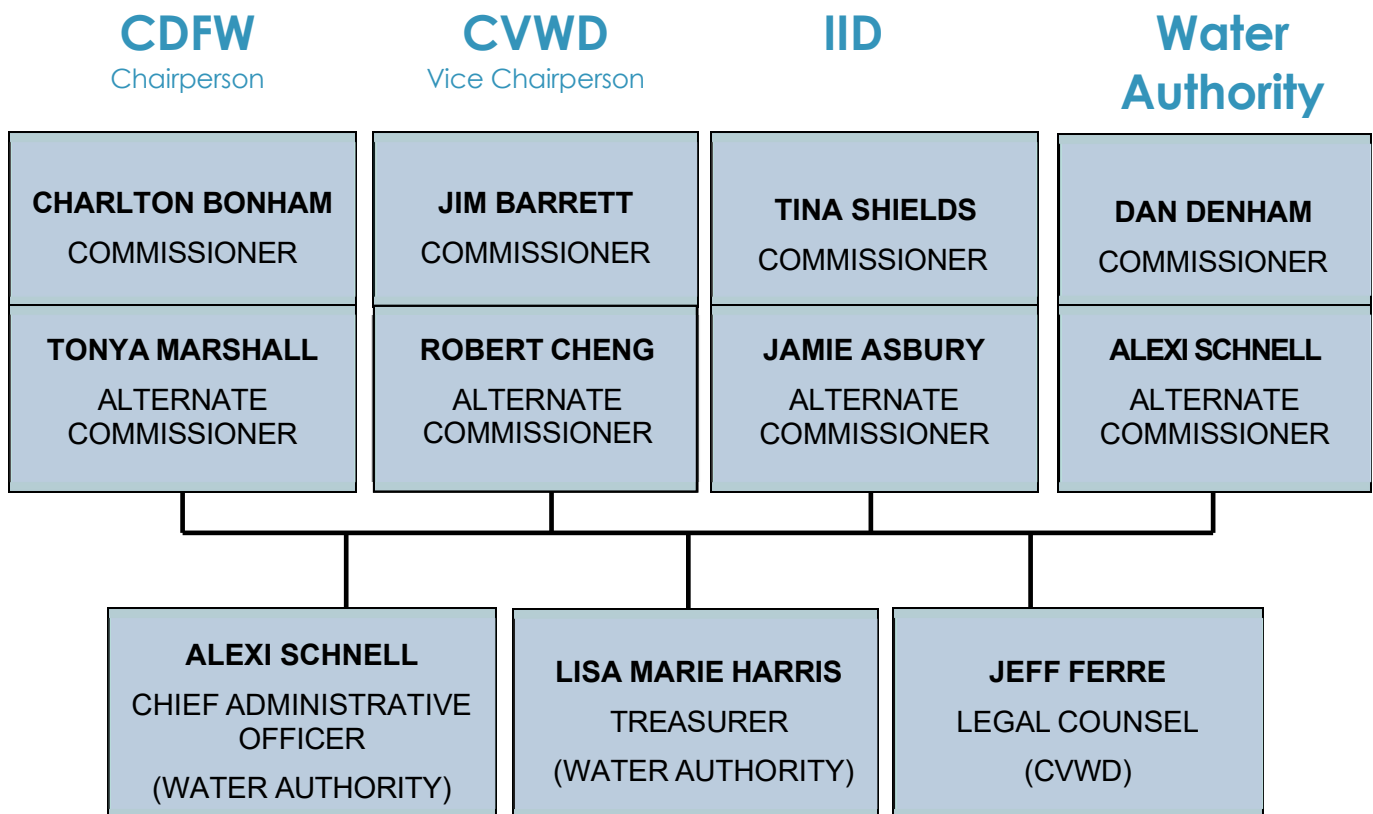 CDFW
Chairperson
CVWD
Vice Chairperson
IID
Water
Authority
CHARLTON BONHAM
COMMISSIONER
JIM BARRETT
COMMISSIONER
TINA SHIELDS
COMMISSIONER
DAN DENHAM
COMMISSIONER
TONYA MARSHALL
ALTERNATE
COMMISSIONER
ROBERT CHENG
ALTERNATE
COMMISSIONER
JAMIE ASBURY
ALTERNATE
COMMISSIONER
ALEXI SCHNELL
ALTERNATE
COMMISSIONER
ALEXI SCHNELL
CHIEF ADMINISTRATIVE
OFFICER
(WATER AUTHORITY)
LISA MARIE HARRIS
TREASURER
(WATER AUTHORITY)
JEFF FERRE
LEGAL COUNSEL
(CVWD)